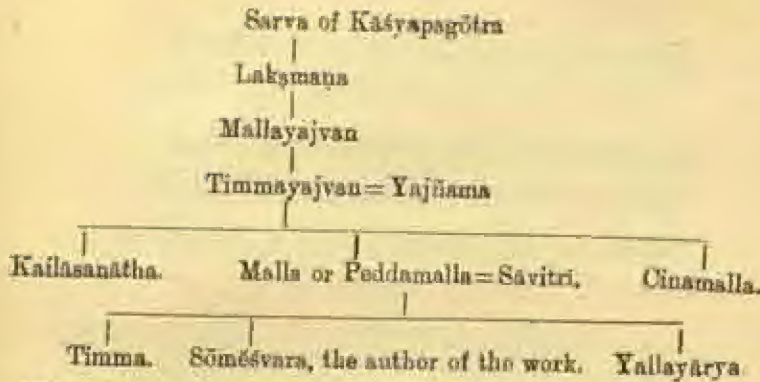 Sarva of Kāśyapagōtra
Lakṣmaṇa
Mallayajvan
Timmayajvan=Yajñama
Kailāsanātha. Malla or Peddamalla=Sāvitrī. Cinamalla.
Timma. Sōmēśvara, the author of the work. Yallayārya